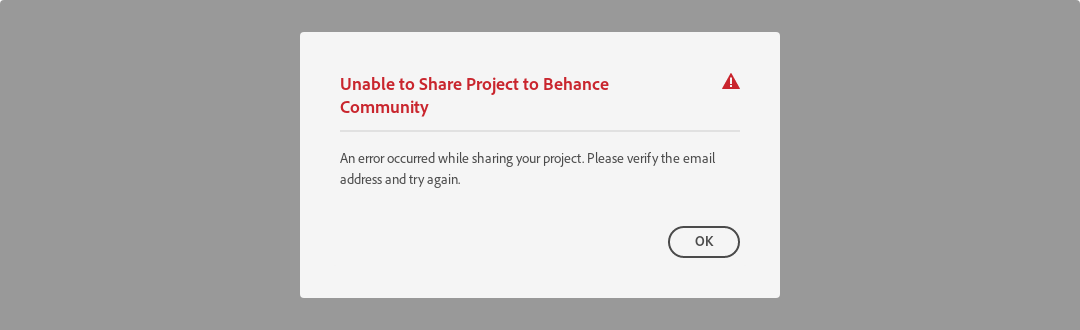 Unable to Share Project to Behance
Community
An error occurred while sharing your project. Please verify the email
address and try again.
OK